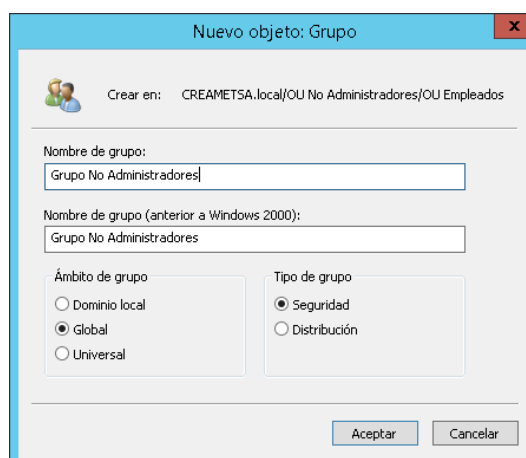 Nuevo objeto: Grupo
x
Crear en: CREAMETSA.local/OU No Administradores/OU Empleados
Nombre de grupo:
Grupo No Administradores
Nombre de grupo (anterior a Windows 2000):
Grupo No Administradores
Ámbito de grupo
Dominio local
Global
Universal
Tipo de grupo
Seguridad
Distribución
Aceptar
Cancelar